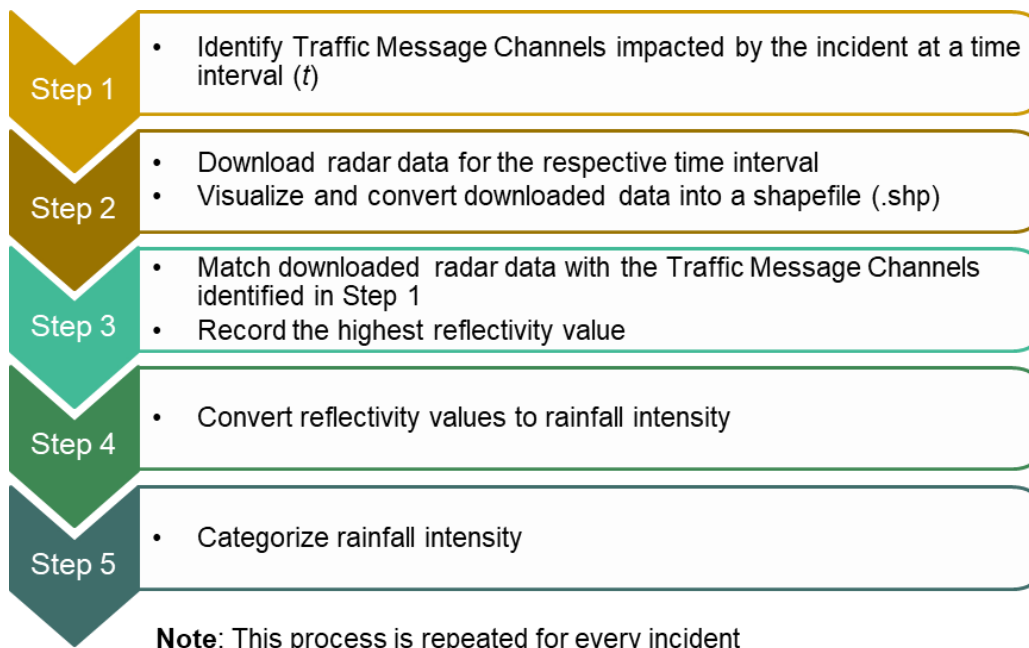 Step 1
• Identify Traffic Message Channels impacted by the incident at a time
interval (t)
Step 2
• Download radar data for the respective time interval
• Visualize and convert downloaded data into a shapefile (.shp)
Step 3
• Match downloaded radar data with the Traffic Message Channels
identified in Step 1
• Record the highest reflectivity value
Step 4
• Convert reflectivity values to rainfall intensity
Step 5
• Categorize rainfall intensity
Note: This process is repeated for every incident